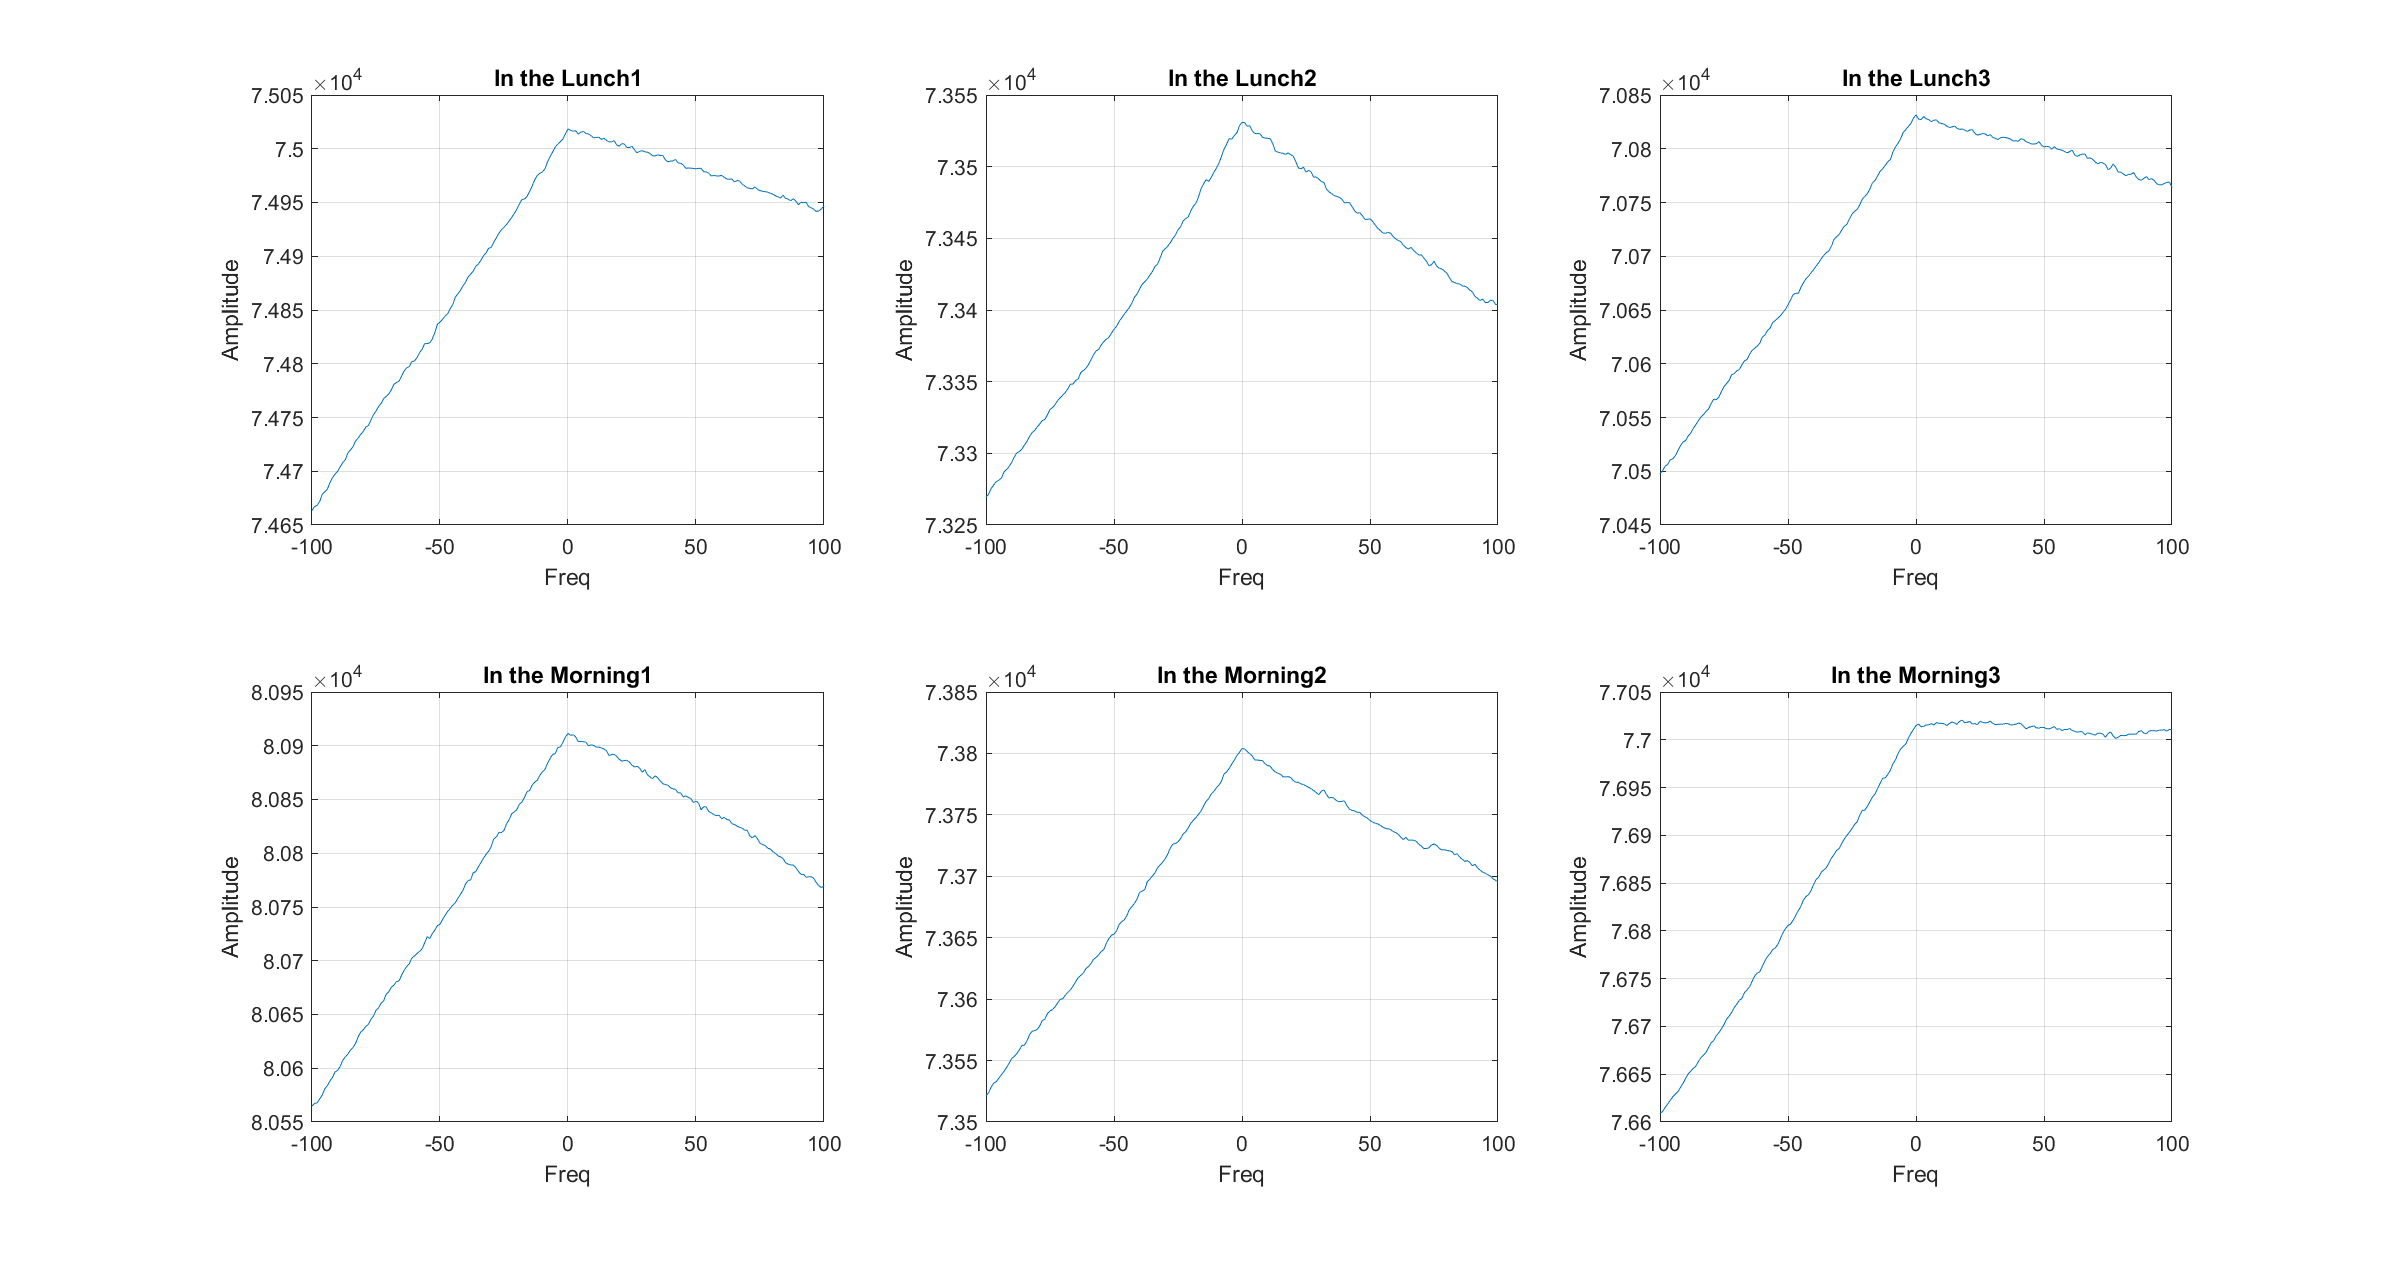 In the Lunch1
×10^4
7.505
7.5
7.495
7.49
7.485
7.48
7.475
7.47
7.465
-100 -50 0 50 100
Amplitude
Freq
In the Lunch2
×10^4
7.355
7.35
7.345
7.34
7.335
7.33
7.325
-100 -50 0 50 100
Amplitude
Freq
In the Lunch3
×10^4
7.085
7.08
7.075
7.07
7.065
7.06
7.055
7.05
7.045
-100 -50 0 50 100
Amplitude
Freq
In the Morning1
×10^4
8.095
8.09
8.085
8.08
8.075
8.07
8.065
8.06
8.055
-100 -50 0 50 100
Amplitude
Freq
In the Morning2
×10^4
7.385
7.38
7.375
7.37
7.365
7.36
7.355
7.35
-100 -50 0 50 100
Amplitude
Freq
In the Morning3
×10^4
7.705
7.7
7.695
7.69
7.685
7.68
7.675
7.67
7.665
7.66
-100 -50 0 50 100
Amplitude
Freq